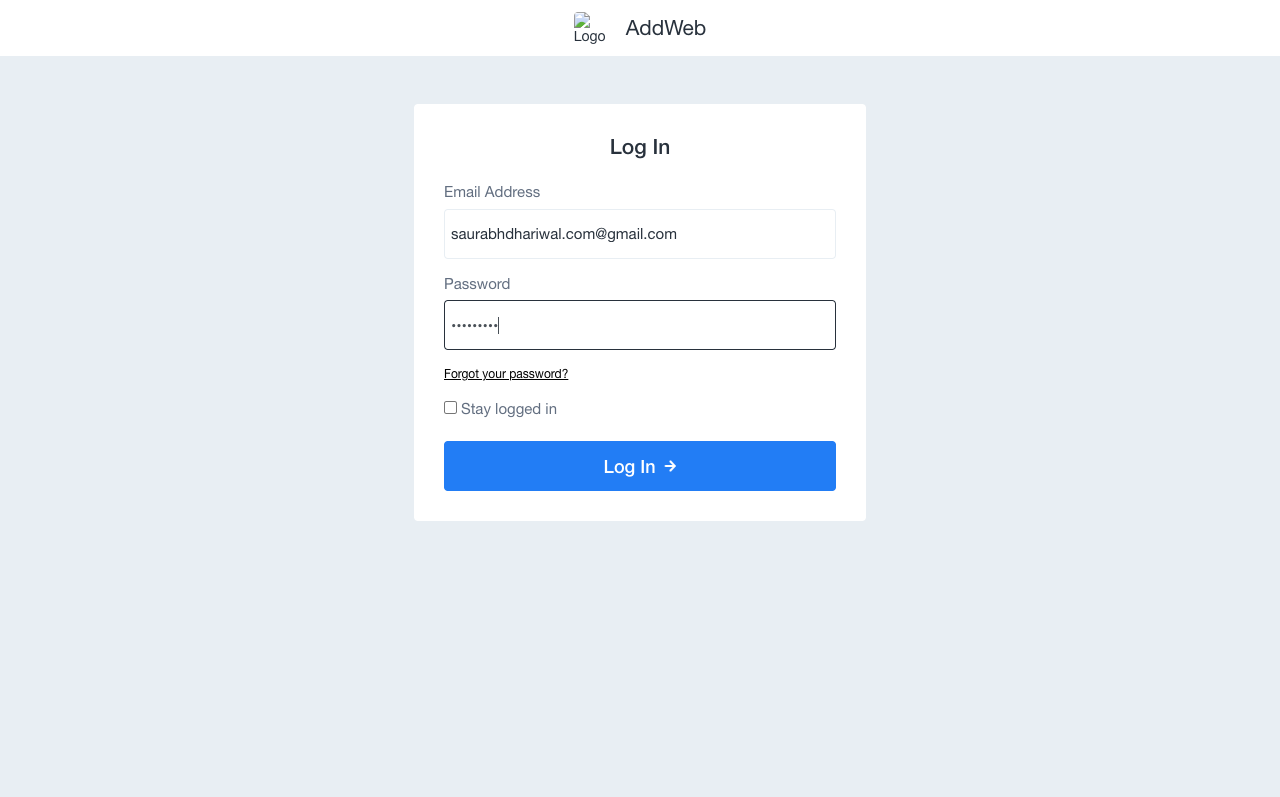 Logo
AddWeb
Log In
Email Address
saurabhdhariwal.com@gmail.com
Password
•••••••••
Forgot your password?
Stay logged in
Log In →